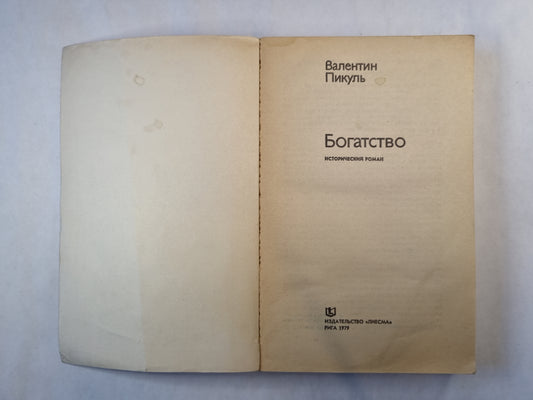 Валентин
Пикуль
Богатство
ИСТОРИЧЕСКИЙ РОМАН
ИЗДАТЕЛЬСТВО «ЛИЕСМА»
РИГА 1979